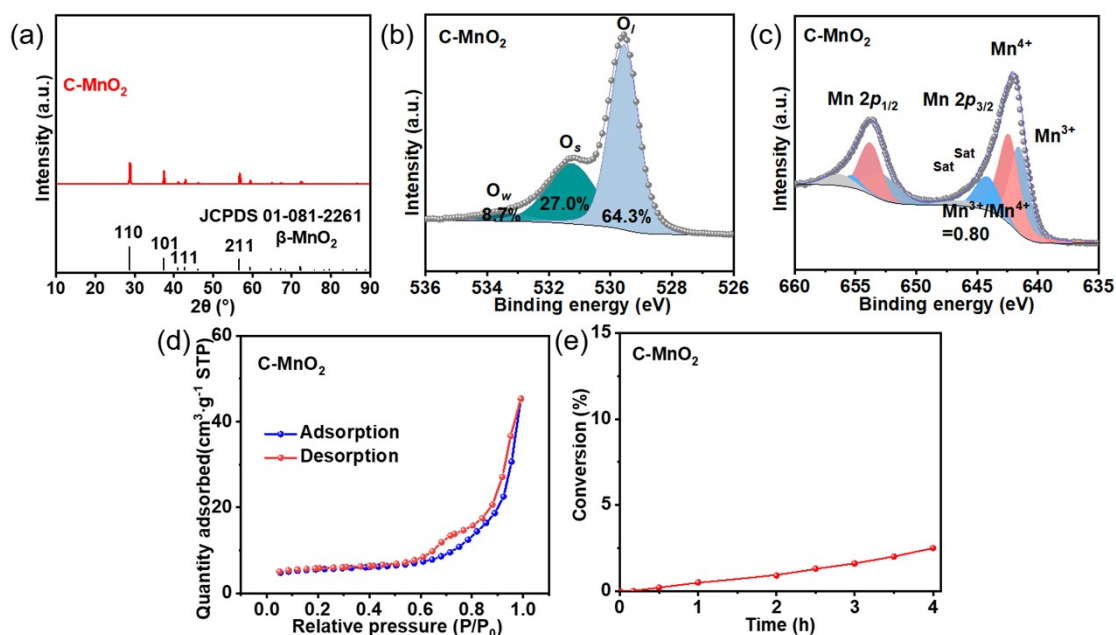 (a)
C-MnO₂
JCPDS 01-081-2261
β-MnO₂
110
101
111
211
Intensity (a.u.)
10 20 30 40 50 60 70 80 90
2θ (°)
(b)
C-MnO₂
Oₗ
Oₛ
O_w
8.7%
27.0%
64.3%
Intensity (a.u.)
536 534 532 530 528 526
Binding energy (eV)
(c)
C-MnO₂
Mn⁴⁺
Mn 2p₁/₂
Mn 2p₃/₂
Mn³⁺
Sat
Sat
Mn³⁺/Mn⁴⁺
=0.80
Intensity (a.u.)
660 655 650 645 640 635
Binding energy (eV)
(d)
C-MnO₂
Adsorption
Desorption
Quantity adsorbed(cm³·g⁻¹ STP)
60
40
20
0
0.0 0.2 0.4 0.6 0.8 1.0
Relative pressure (P/P₀)
(e)
C-MnO₂
Conversion (%)
15
10
5
0
0 1 2 3 4
Time (h)